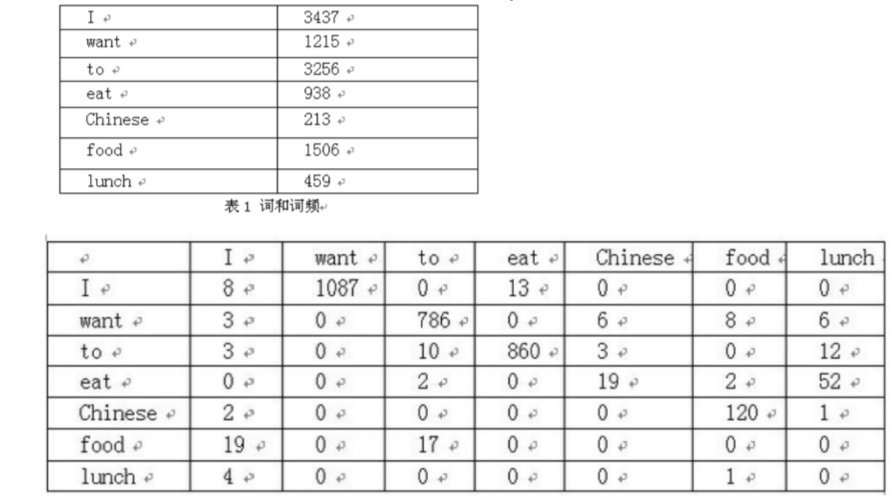 I 3437
want 1215
to 3256
eat 938
Chinese 213
food 1506
lunch 459
表1 词和词频
I want to eat Chinese food lunch
I 8 1087 0 13 0 0 0
want 3 0 786 0 6 8 6
to 3 0 10 860 3 0 12
eat 0 0 2 0 19 2 52
Chinese 2 0 0 0 0 120 1
food 19 0 17 0 0 0 0
lunch 4 0 0 0 0 1 0